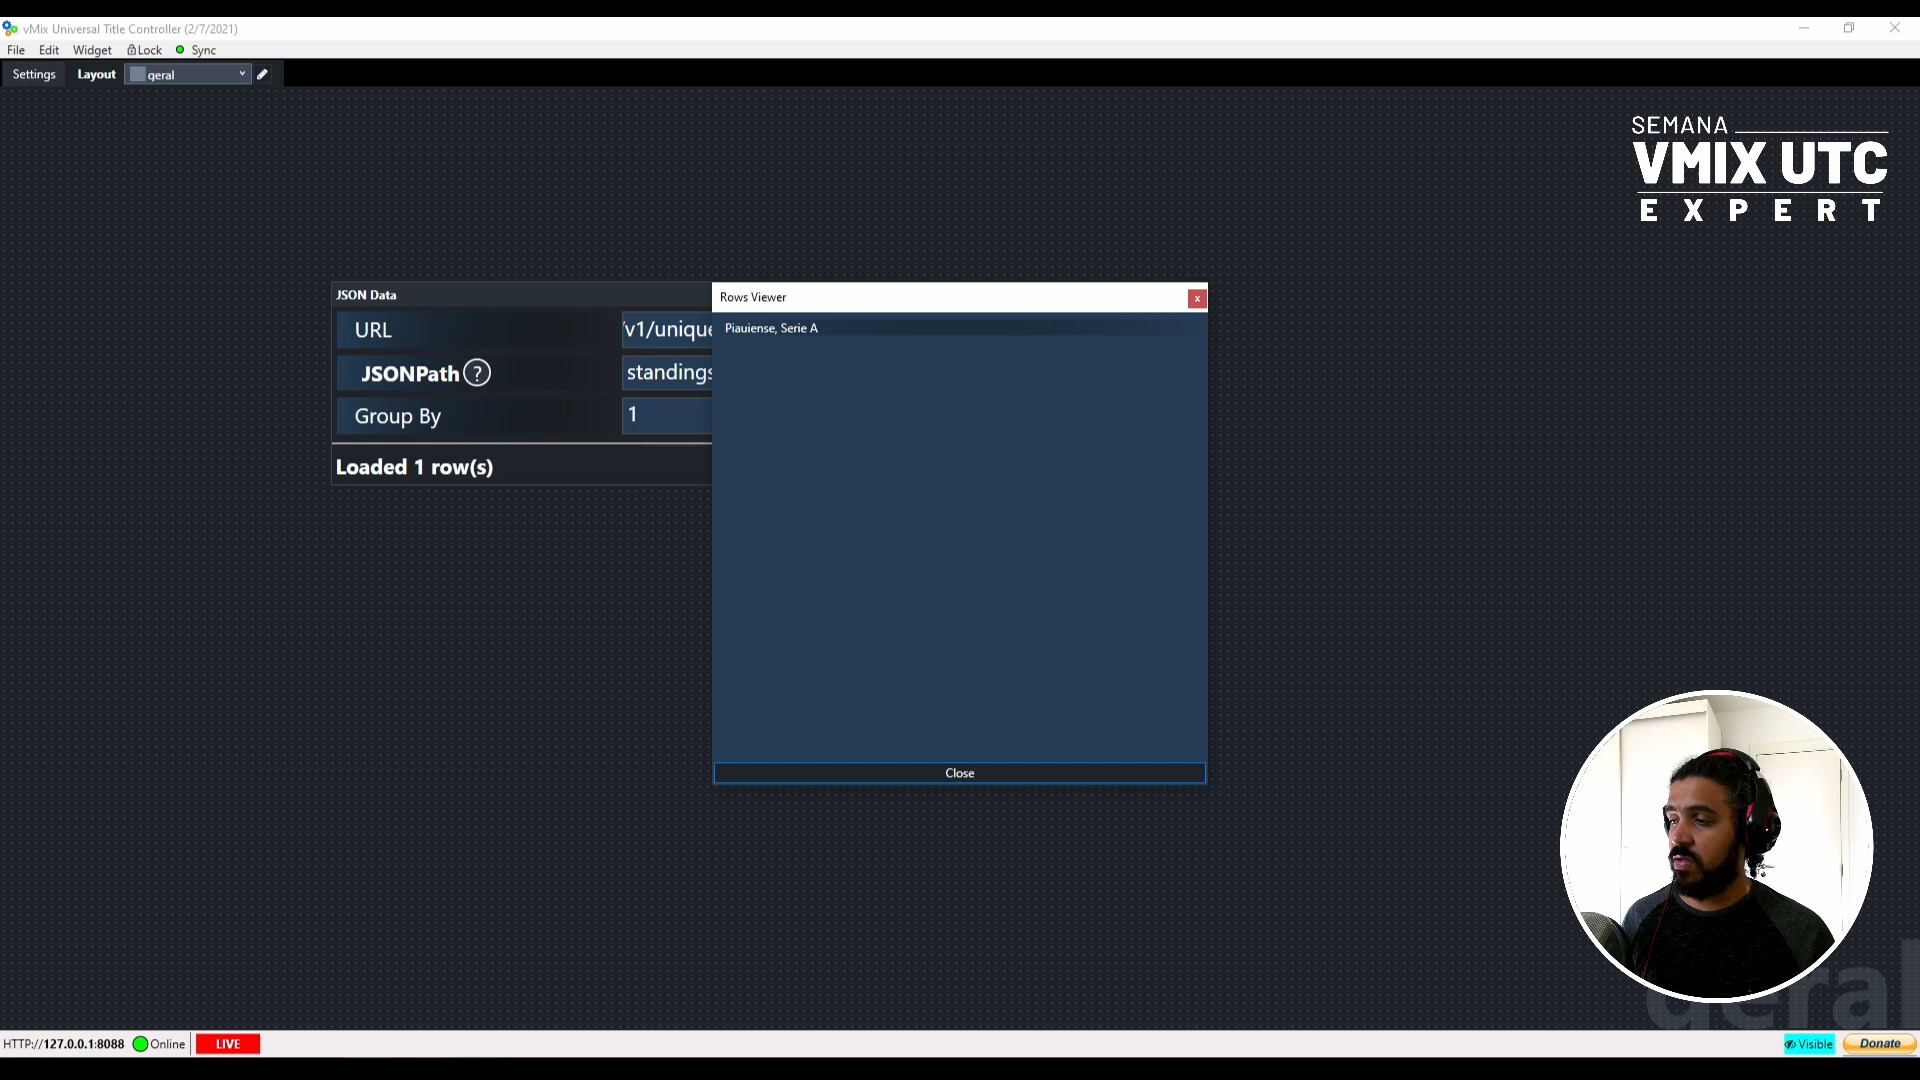 vMix Universal Title Controller (2/7/2021)
File Edit Widget Lock Sync
Settings Layout geral
SEMANA
VMIX UTC
EXPERT
JSON Data
URL /v1/unique
JSONPath ? standings
Group By 1
Loaded 1 row(s)
Rows Viewer x
Piauiense, Serie A
Close
geral
HTTP://127.0.0.1:8088 Online LIVE
Visible Donate